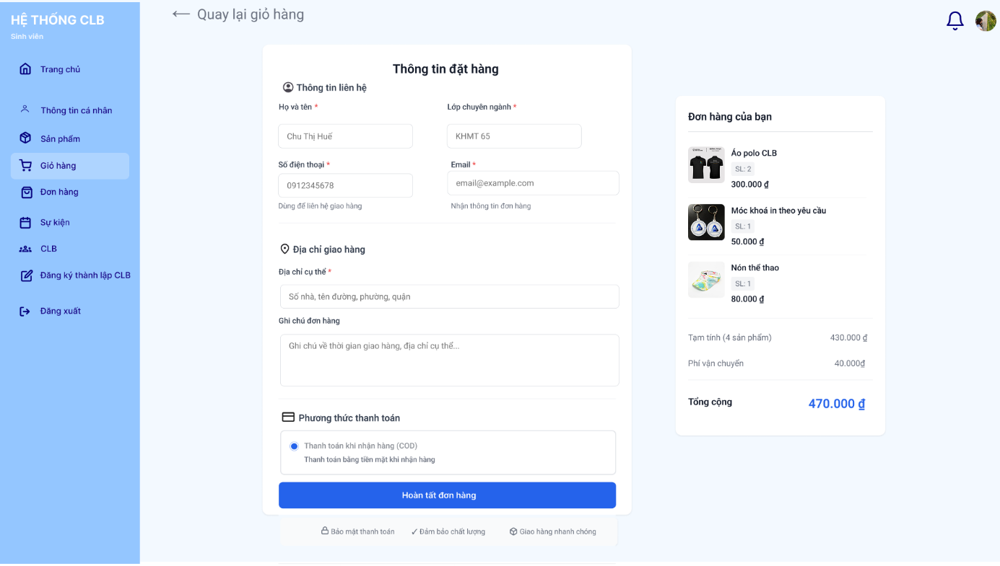 HỆ THỐNG CLB
Sinh viên
Trang chủ
Thông tin cá nhân
Sản phẩm
Giỏ hàng
Đơn hàng
Sự kiện
CLB
Đăng ký thành lập CLB
Đăng xuất
Quay lại giỏ hàng
Thông tin đặt hàng
Thông tin liên hệ
Họ và tên *
Lớp chuyên ngành *
Chu Thị Huế
KHMT 65
Số điện thoại *
Email *
0912345678
email@example.com
Dùng để liên hệ giao hàng
Nhận thông tin đơn hàng
Địa chỉ giao hàng
Địa chỉ cụ thể *
Số nhà, tên đường, phường, quận
Ghi chú đơn hàng
Ghi chú về thời gian giao hàng, địa chỉ cụ thể...
Phương thức thanh toán
Thanh toán khi nhận hàng (COD)
Thanh toán bằng tiền mặt khi nhận hàng
Hoàn tất đơn hàng
Bảo mật thanh toán
✓ Đảm bảo chất lượng
Giao hàng nhanh chóng
Đơn hàng của bạn
Áo polo CLB
SL: 2
300.000 ₫
Móc khoá in theo yêu cầu
SL: 1
50.000 ₫
Nón thể thao
SL: 1
80.000 ₫
Tạm tính (4 sản phẩm)
430.000 ₫
Phí vận chuyển
40.000₫
Tổng cộng
470.000 ₫